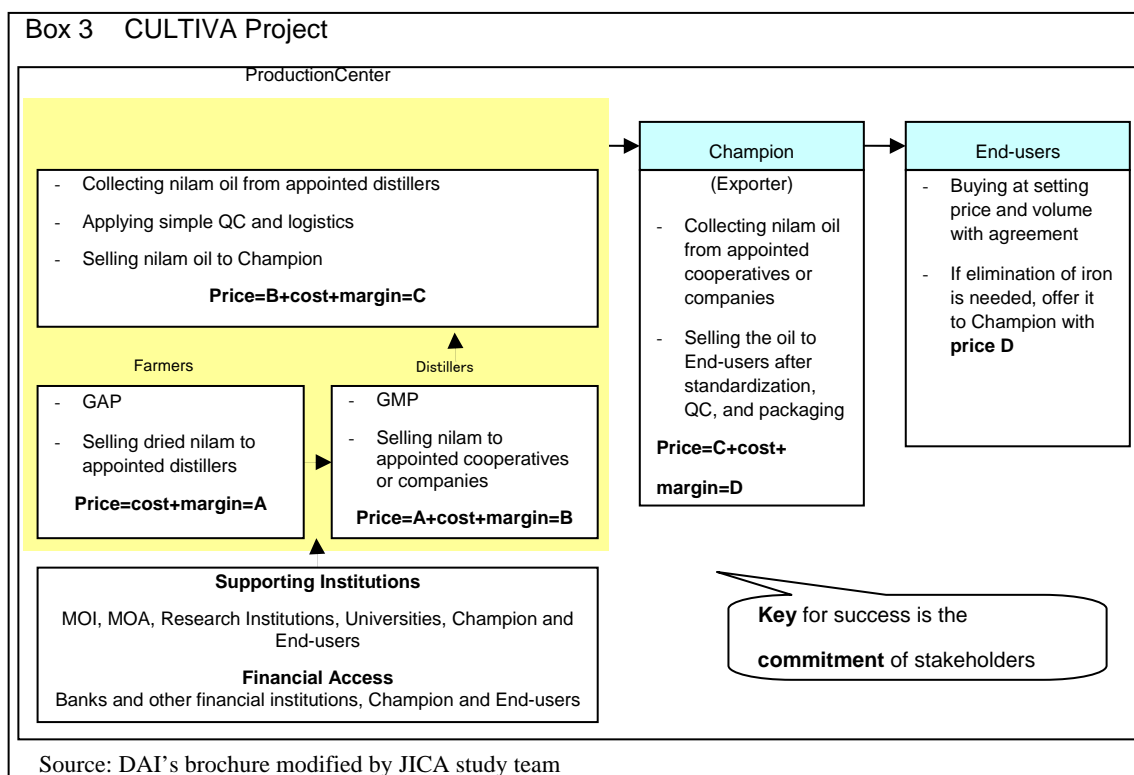 Box 3 CULTIVA Project
ProductionCenter
- Collecting nilam oil from appointed distillers
- Applying simple QC and logistics
- Selling nilam oil to Champion
Price=B+cost+margin=C
Farmers
- GAP
- Selling dried nilam to
appointed distillers
Price=cost+margin=A
Distillers
- GMP
- Selling nilam to
appointed cooperatives
or companies
Price=A+cost+margin=B
Supporting Institutions
MOI, MOA, Research Institutions, Universities, Champion and
End-users
Financial Access
Banks and other financial institutions, Champion and End-users
Champion
(Exporter)
- Collecting nilam oil
from appointed
cooperatives or
companies
- Selling the oil to
End-users after
standardization,
QC, and packaging
Price=C+cost+
margin=D
End-users
- Buying at setting
price and volume
with agreement
- If elimination of iron
is needed, offer it
to Champion with
price D
Key for success is the
commitment of stakeholders
Source: DAI's brochure modified by JICA study team